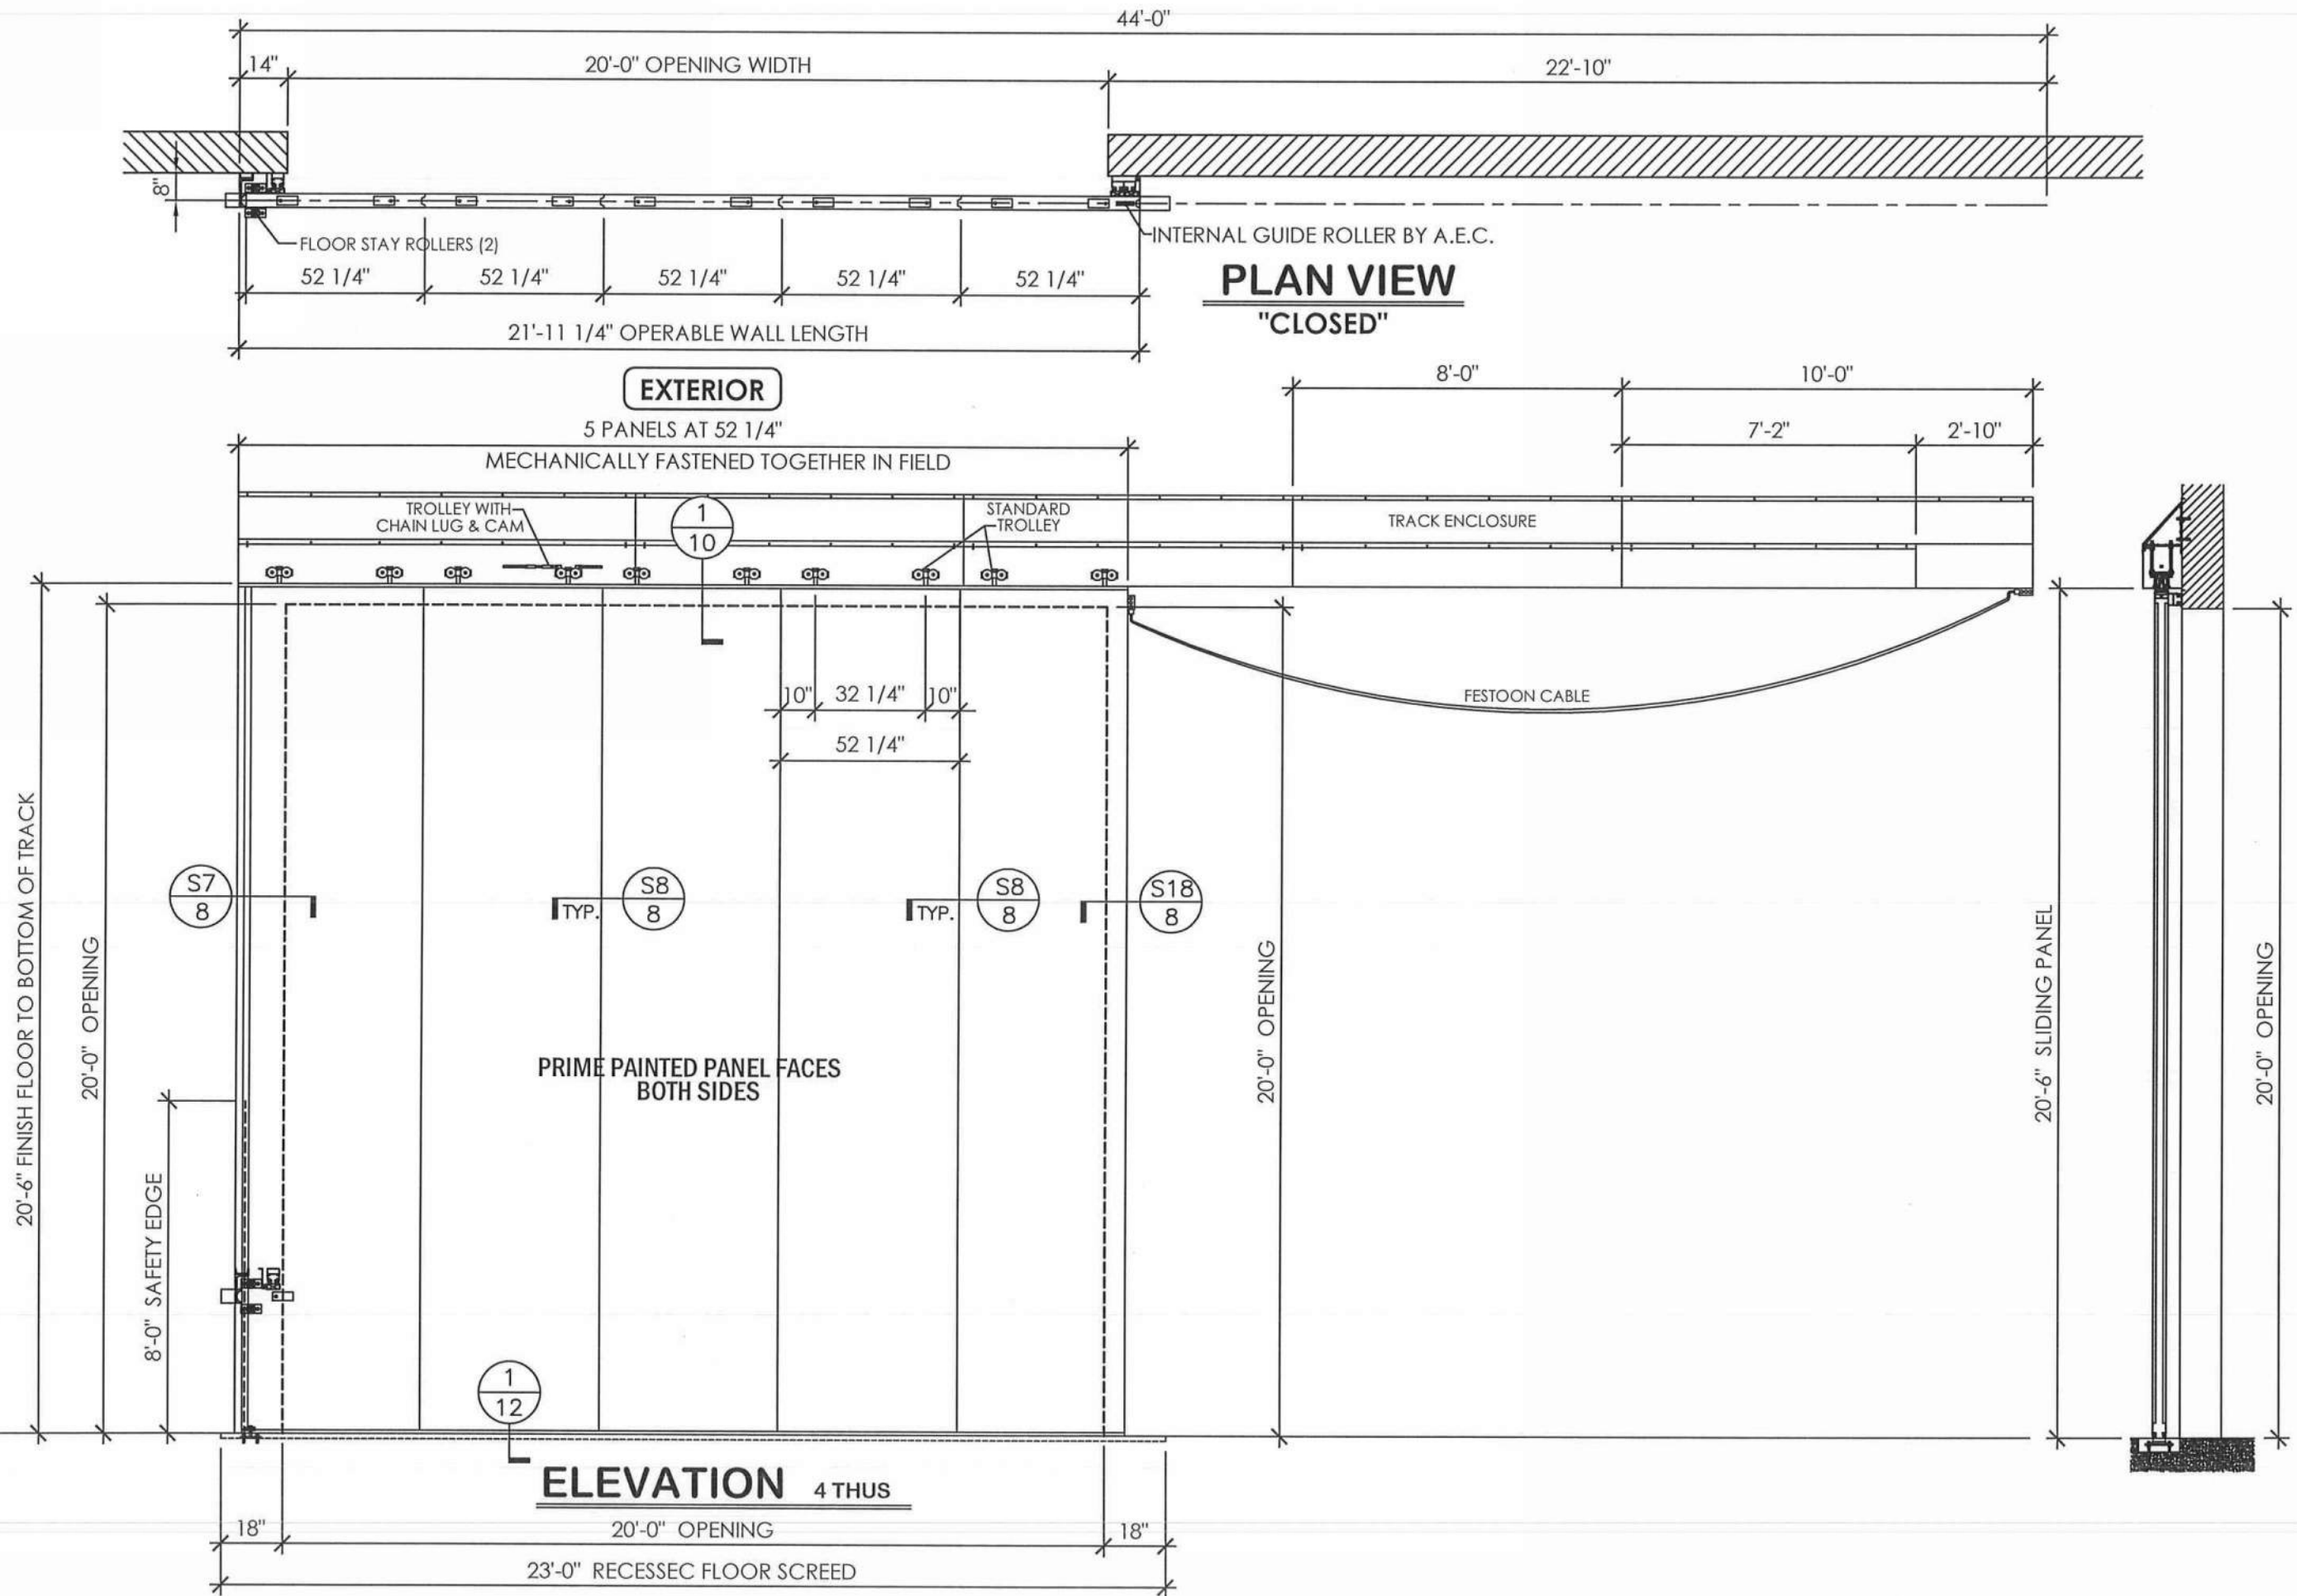 44'-0"
14"
20'-0" OPENING WIDTH
22'-10"
8"
FLOOR STAY ROLLERS (2)
INTERNAL GUIDE ROLLER BY A.E.C.
52 1/4"
52 1/4"
52 1/4"
52 1/4"
52 1/4"
PLAN VIEW
"CLOSED"
21'-11 1/4" OPERABLE WALL LENGTH
EXTERIOR
5 PANELS AT 52 1/4"
MECHANICALLY FASTENED TOGETHER IN FIELD
8'-0"
10'-0"
7'-2"
2'-10"
TROLLEY WITH
CHAIN LUG & CAM
1
10
STANDARD
TROLLEY
TRACK ENCLOSURE
10"
32 1/4"
10"
52 1/4"
FESTOON CABLE
20'-6" FINISH FLOOR TO BOTTOM OF TRACK
20'-0" OPENING
8'-0" SAFETY EDGE
S7
8
TYP.
S8
8
TYP.
S8
8
S18
8
20'-0" OPENING
20'-6" SLIDING PANEL
20'-0" OPENING
PRIME PAINTED PANEL FACES
BOTH SIDES
1
12
ELEVATION 4 THUS
18"
20'-0" OPENING
18"
23'-0" RECESSEC FLOOR SCREED